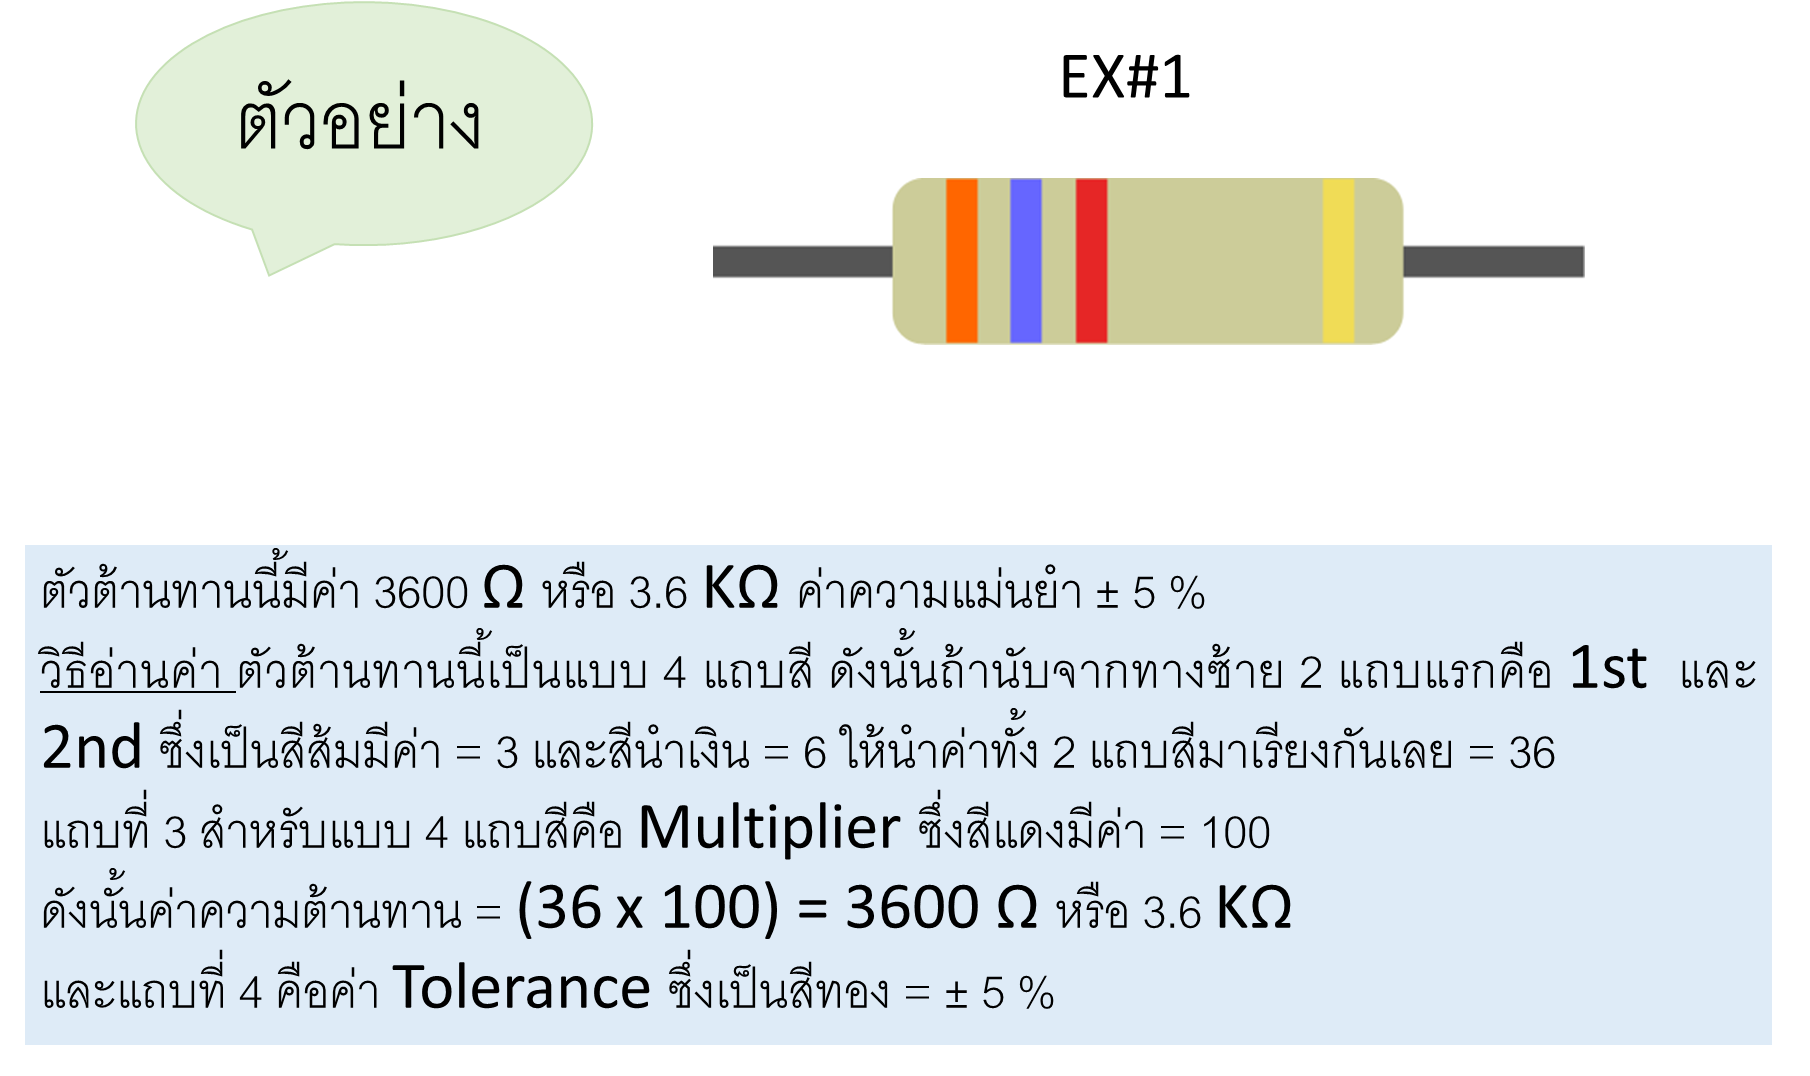 ตัวอย่าง
EX#1
ตัวต้านทานนี้มีค่า 3600 Ω หรือ 3.6 KΩ ค่าความแม่นยำ ± 5 %
วิธีอ่านค่า ตัวต้านทานนี้เป็นแบบ 4 แถบสี ดังนั้นถ้านับจากทางซ้าย 2 แถบแรกคือ 1st และ
2nd ซึ่งเป็นสีส้มมีค่า = 3 และสีนำเงิน = 6 ให้นำค่าทั้ง 2 แถบสีมาเรียงกันเลย = 36
แถบที่ 3 สำหรับแบบ 4 แถบสีคือ Multiplier ซึ่งสีแดงมีค่า = 100
ดังนั้นค่าความต้านทาน = (36 x 100) = 3600 Ω หรือ 3.6 KΩ
และแถบที่ 4 คือค่า Tolerance ซึ่งเป็นสีทอง = ± 5 %